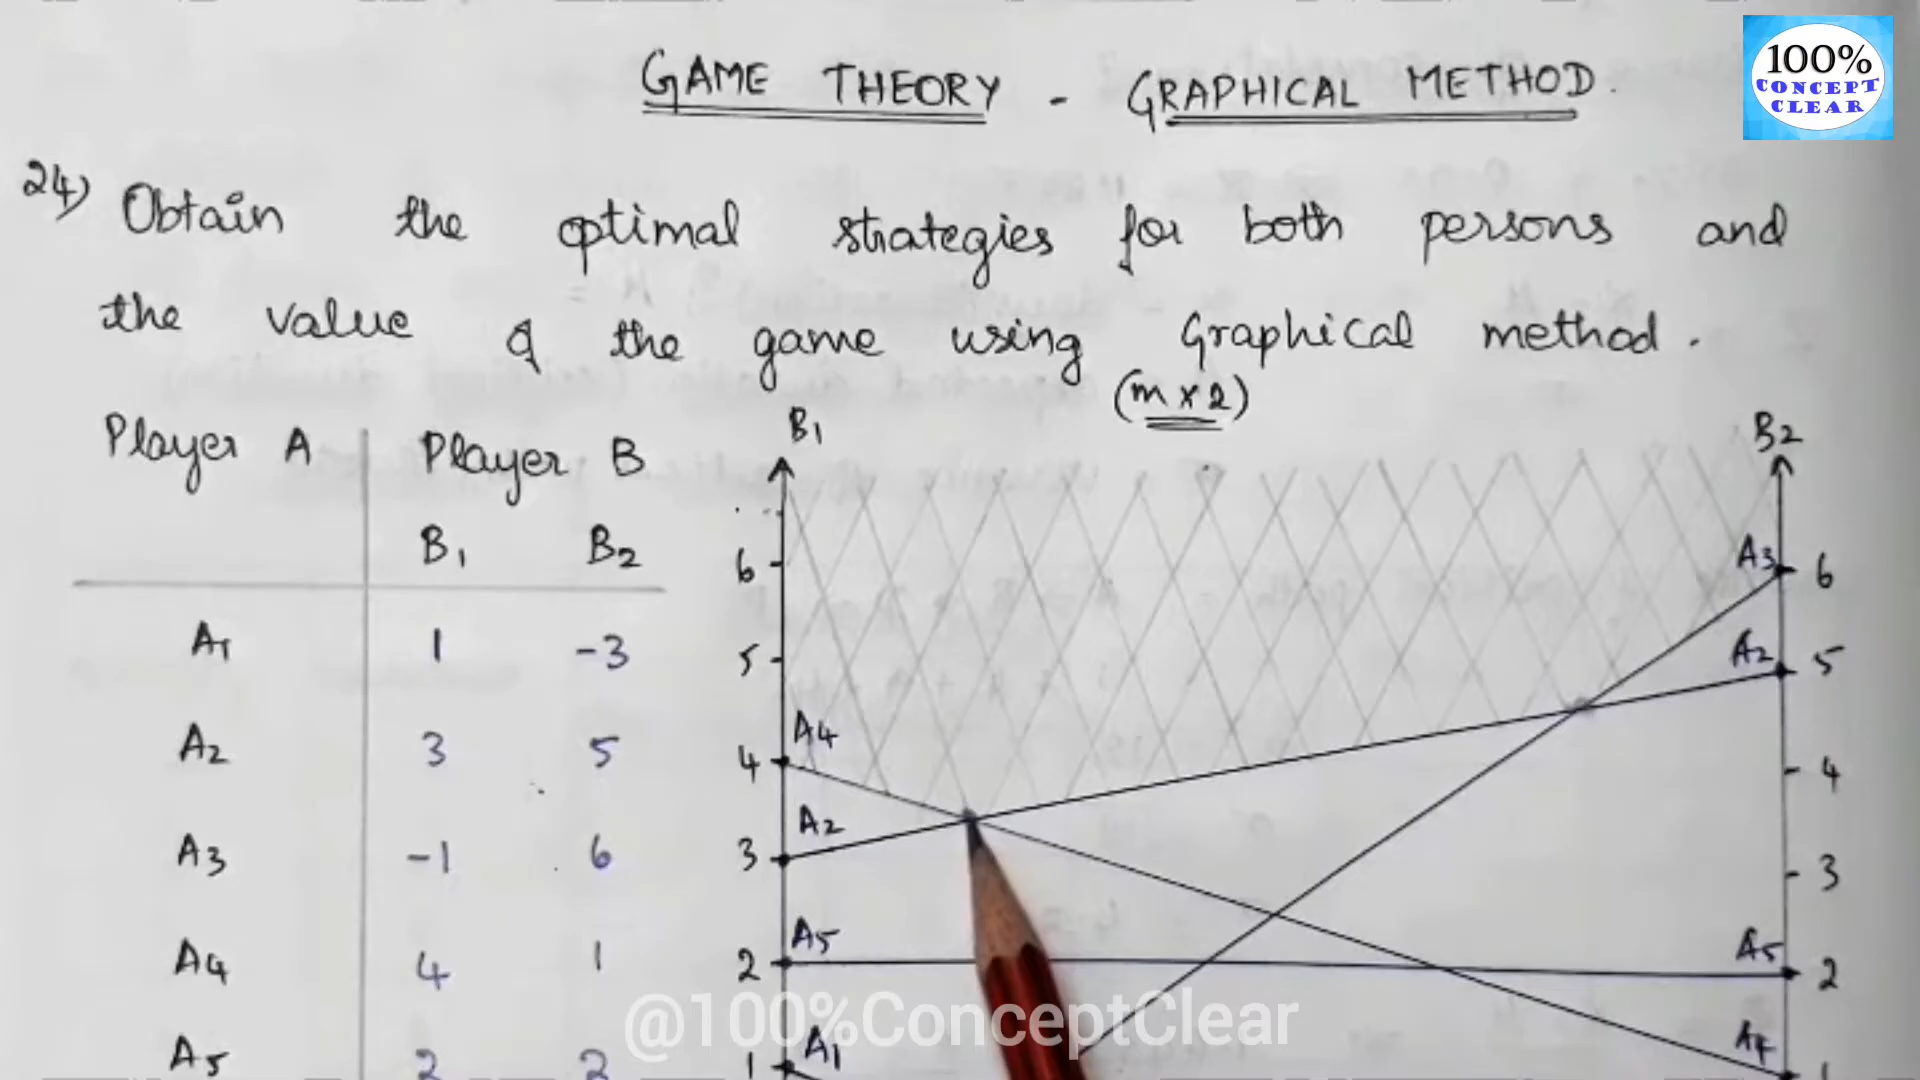 GAME THEORY - GRAPHICAL METHOD.
100%
CONCEPT
CLEAR
24) Obtain the optimal strategies for both persons and
the value of the game using Graphical method.
(m x 2)
Player A Player B
B1 B2
A1 1 -3
A2 3 5
A3 -1 6
A4 4 1
A5 2 2
B1
6
5
A4
4
A2
3
A5
2
A1
1
B2
A3 6
A2 5
4
3
A5 2
A4 1
@100%ConceptClear